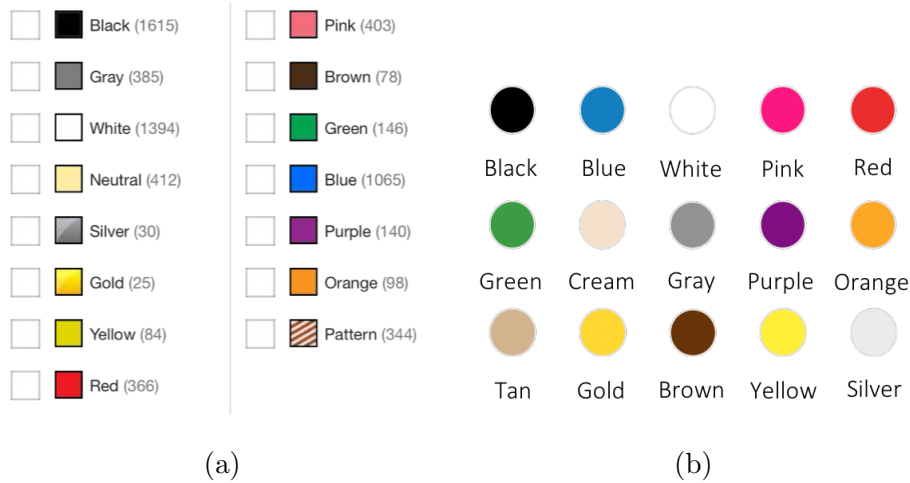 Black (1615)
Gray (385)
White (1394)
Neutral (412)
Silver (30)
Gold (25)
Yellow (84)
Red (366)
Pink (403)
Brown (78)
Green (146)
Blue (1065)
Purple (140)
Orange (98)
Pattern (344)
(a)
Black Blue White Pink Red
Green Cream Gray Purple Orange
Tan Gold Brown Yellow Silver
(b)